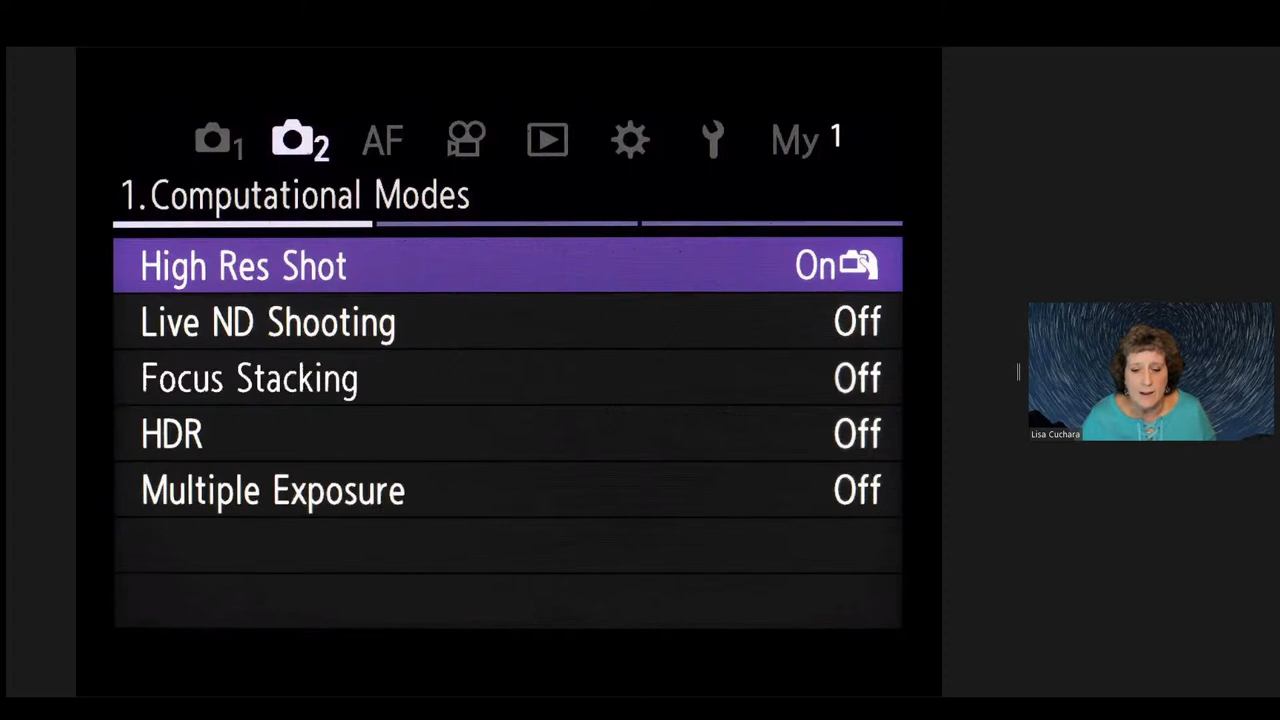 1 2 AF My 1
1.Computational Modes
High Res Shot On
Live ND Shooting Off
Focus Stacking Off
HDR Off
Multiple Exposure Off
Lisa Cuchara